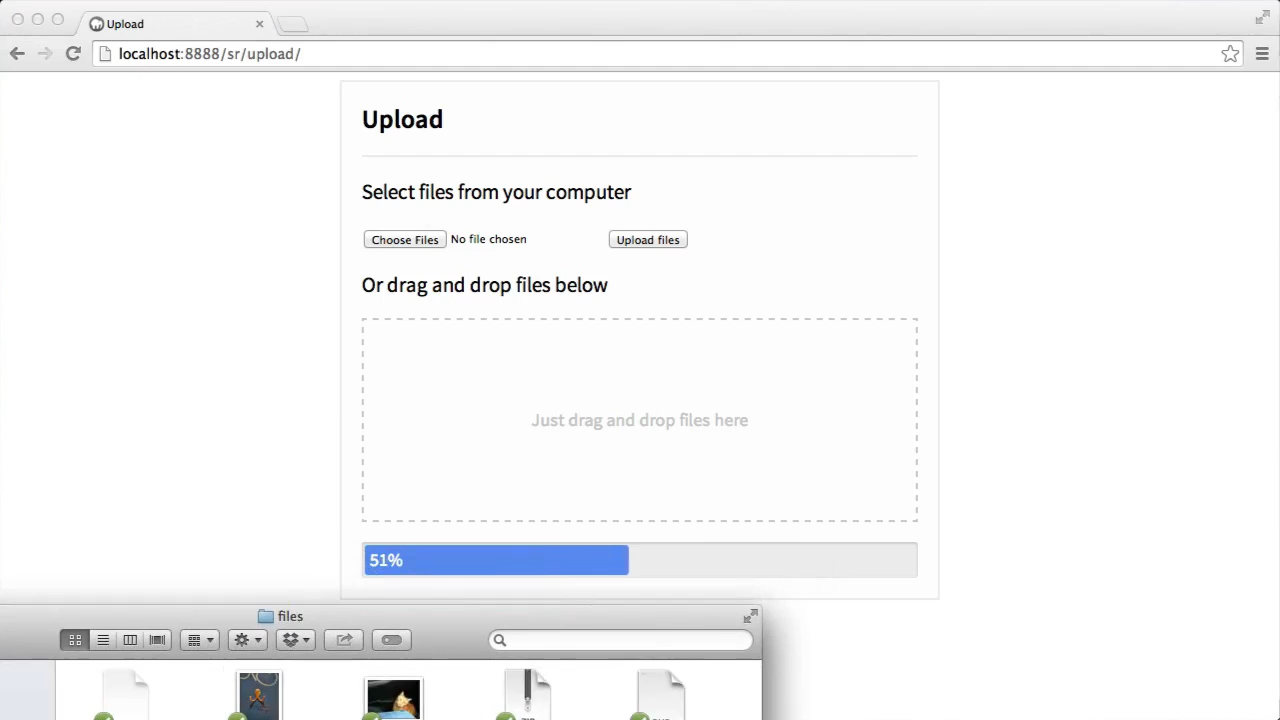 Upload
localhost:8888/sr/upload/
Upload
Select files from your computer
Choose Files No file chosen Upload files
Or drag and drop files below
Just drag and drop files here
51%
files
ZIP